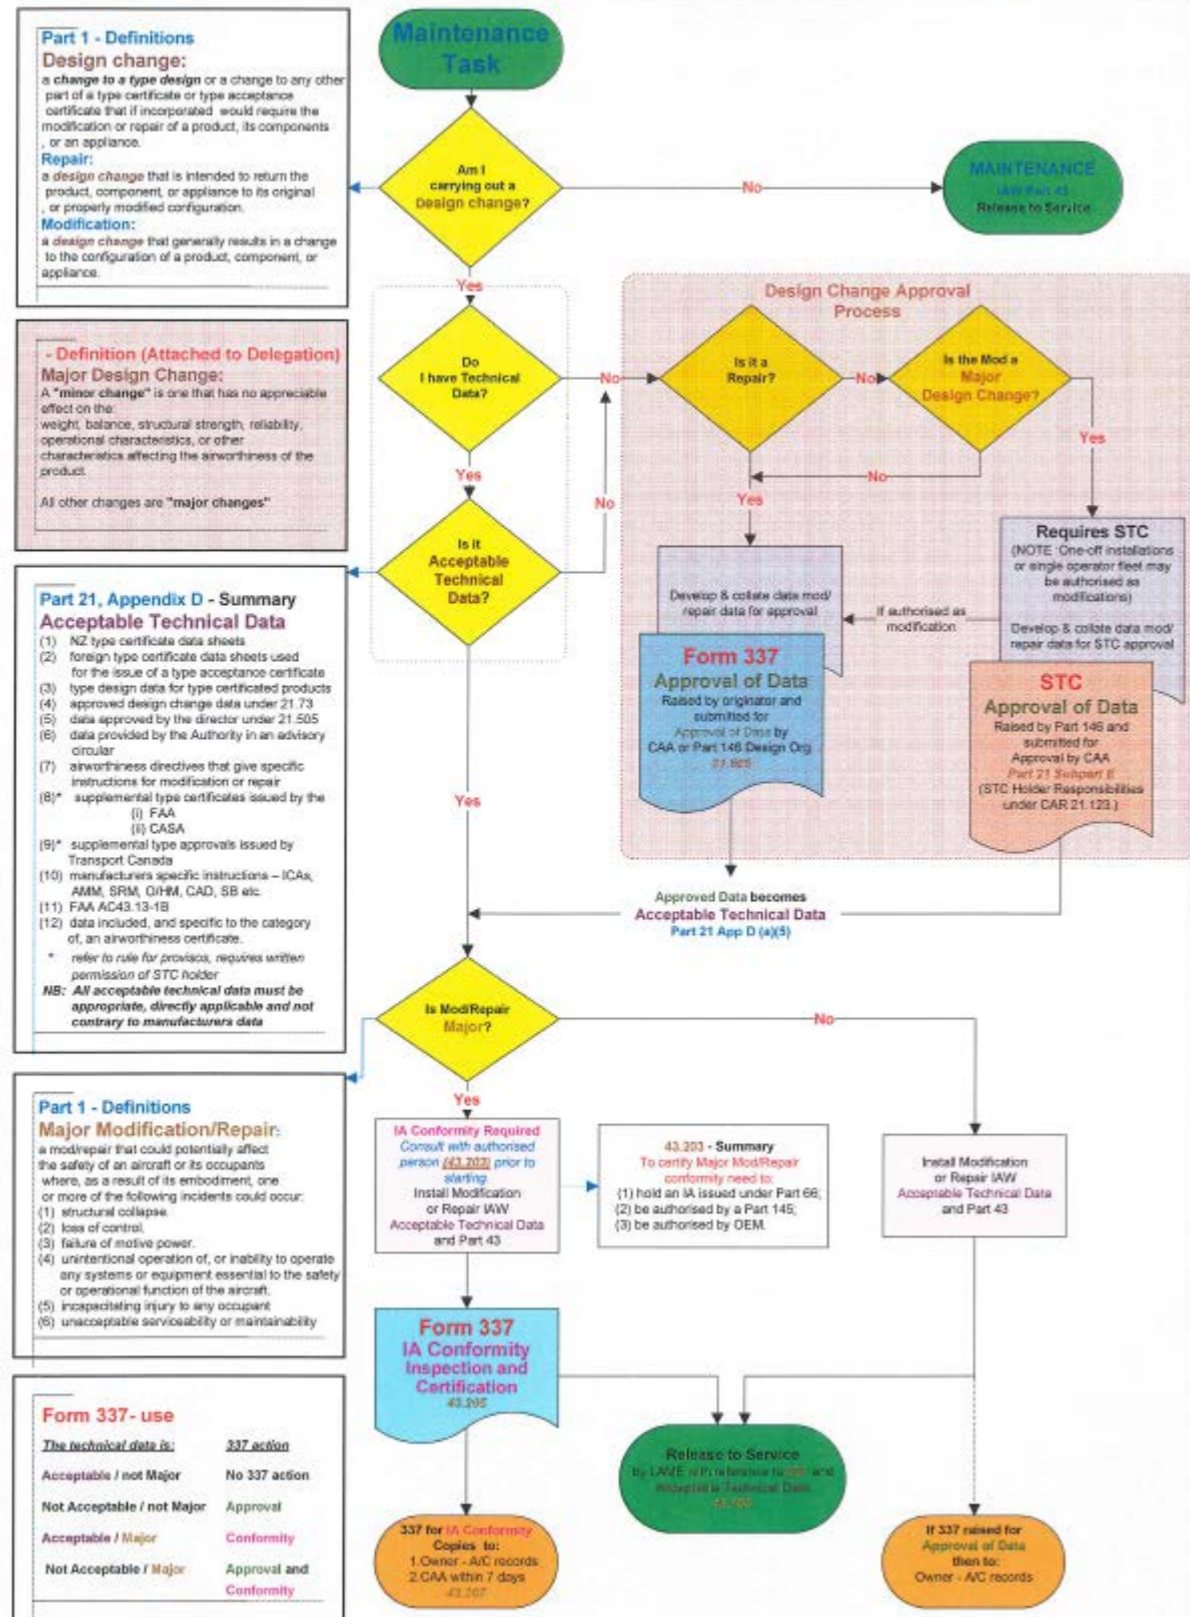 Part 1 - Definitions
Design change:
a change to a type design or a change to any other
part of a type certificate or type acceptance
certificate that if incorporated would require the
modification or repair of a product, its components
, or an appliance.
Repair:
a design change that is intended to return the
product, component, or appliance to its original
, or properly modified configuration.
Modification:
a design change that generally results in a change
to the configuration of a product, component, or
appliance.
Maintenance
Task
Am I
carrying out a
Design change?
No
MAINTENANCE
IAW Part 43
Release to Service
Yes
- Definition (Attached to Delegation)
Major Design Change:
A "minor change" is one that has no appreciable
effect on the:
weight, balance, structural strength, reliability,
operational characteristics, or other
characteristics affecting the airworthiness of the
product.
All other changes are "major changes"
Do
I have Technical
Data?
No
Yes
Is it
Acceptable
Technical
Data?
No
Yes
Design Change Approval
Process
Is it a
Repair?
No
Is the Mod a
Major
Design Change?
Yes
No
Yes
Develop & collate data mod/
repair data for approval
If authorised as
modification
Requires STC
(NOTE :One-off installations
or single operator fleet may
be authorised as
modifications)
Develop & collate data mod/
repair data for STC approval
Form 337
Approval of Data
Raised by originator and
submitted for
Approval of Data by
CAA or Part 146 Design Org.
21.505
STC
Approval of Data
Raised by Part 146 and
submitted for
Approval by CAA
Part 21 Subpart E
(STC Holder Responsibilities
under CAR 21.123.)
Approved Data becomes
Acceptable Technical Data
Part 21 App D (a)(5)
Part 21, Appendix D - Summary
Acceptable Technical Data
(1) NZ type certificate data sheets
(2) foreign type certificate data sheets used
for the issue of a type acceptance certificate
(3) type design data for type certificated products
(4) approved design change data under 21.73
(5) data approved by the director under 21.505
(6) data provided by the Authority in an advisory
circular
(7) airworthiness directives that give specific
instructions for modification or repair
(8)* supplemental type certificates issued by the
(i) FAA
(ii) CASA
(9)* supplemental type approvals issued by
Transport Canada
(10) manufacturers specific instructions – ICAs,
AMM, SRM, O/HM, CAD, SB etc.
(11) FAA AC43.13-1B
(12) data included, and specific to the category
of, an airworthiness certificate.
* refer to rule for provisos, requires written
permission of STC holder
NB: All acceptable technical data must be
appropriate, directly applicable and not
contrary to manufacturers data
Is Mod/Repair
Major?
No
Yes
Part 1 - Definitions
Major Modification/Repair:
a mod/repair that could potentially affect
the safety of an aircraft or its occupants
where, as a result of its embodiment, one
or more of the following incidents could occur:
(1) structural collapse.
(2) loss of control.
(3) failure of motive power.
(4) unintentional operation of, or inability to operate
any systems or equipment essential to the safety
or operational function of the aircraft.
(5) incapacitating injury to any occupant
(6) unacceptable serviceability or maintainability
IA Conformity Required
Consult with authorised
person (43.203) prior to
starting.
Install Modification
or Repair IAW
Acceptable Technical Data
and Part 43
43.203 - Summary
To certify Major Mod/Repair
conformity need to:
(1) hold an IA issued under Part 66;
(2) be authorised by a Part 145;
(3) be authorised by OEM.
Install Modification
or Repair IAW
Acceptable Technical Data
and Part 43
Form 337
IA Conformity
Inspection and
Certification
43.205
Form 337- use
The technical data is: 337 action
Acceptable / not Major No 337 action
Not Acceptable / not Major Approval
Acceptable / Major Conformity
Not Acceptable / Major Approval and
Conformity
Release to Service
by LAME with reference to 337 and
Acceptable Technical Data
337 for IA Conformity
Copies to:
1.Owner - A/C records
2.CAA within 7 days
43.207
If 337 raised for
Approval of Data
then to:
Owner - A/C records